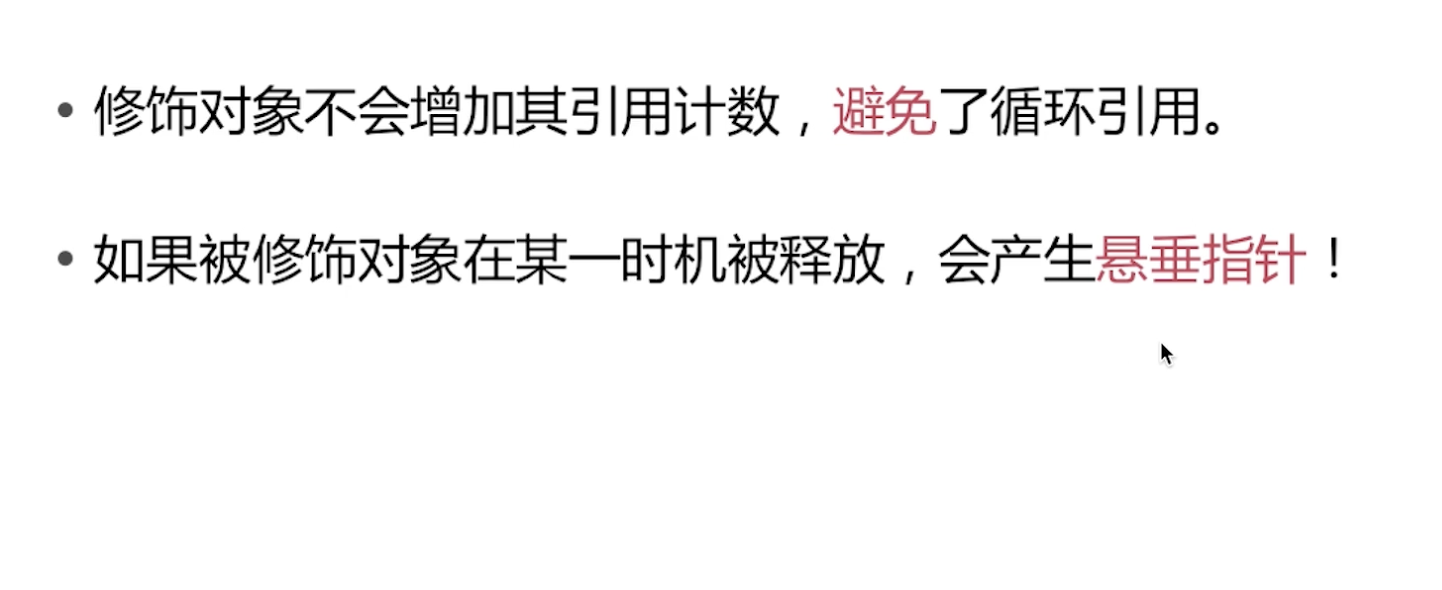 • 修饰对象不会增加其引用计数，避免了循环引用。
• 如果被修饰对象在某一时机被释放，会产生悬垂指针！